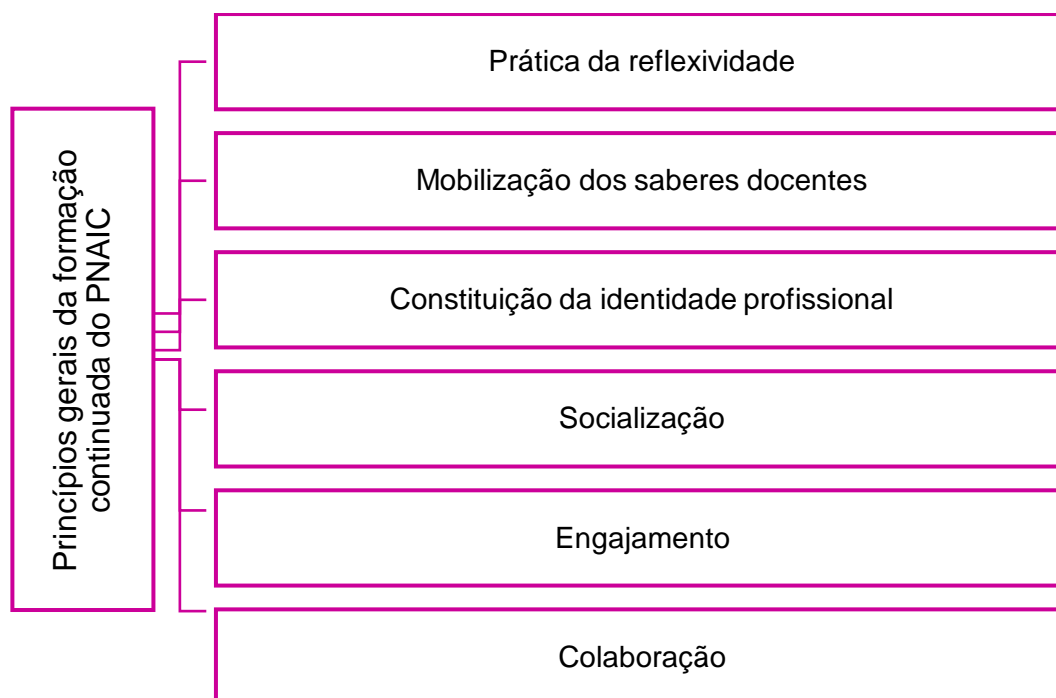 Princípios gerais da formação
continuada do PNAIC
Prática da reflexividade
Mobilização dos saberes docentes
Constituição da identidade profissional
Socialização
Engajamento
Colaboração